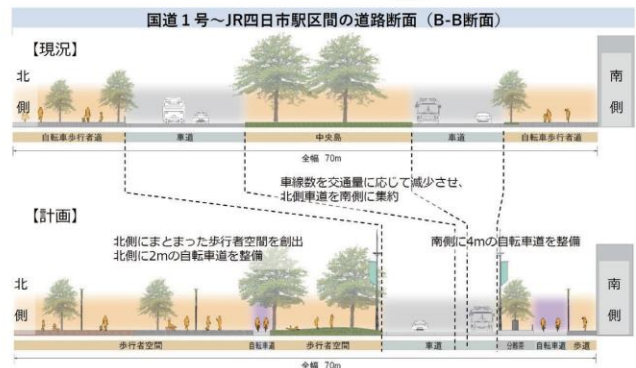 国道１号～JR四日市駅区間の道路断面（B-B断面）
【現況】
北側
南側
自転車歩行者道
車道
中央島
車道
自転車歩行者道
全幅 70m
車線数を交通量に応じて減少させ、
北側車道を南側に集約
【計画】
北側にまとまった歩行者空間を創出
北側に2mの自転車道を整備
南側に4mの自転車道を整備
北側
南側
歩行者空間
自転車道
歩行者空間
車道
分離帯
自転車道
歩道
全幅 70m